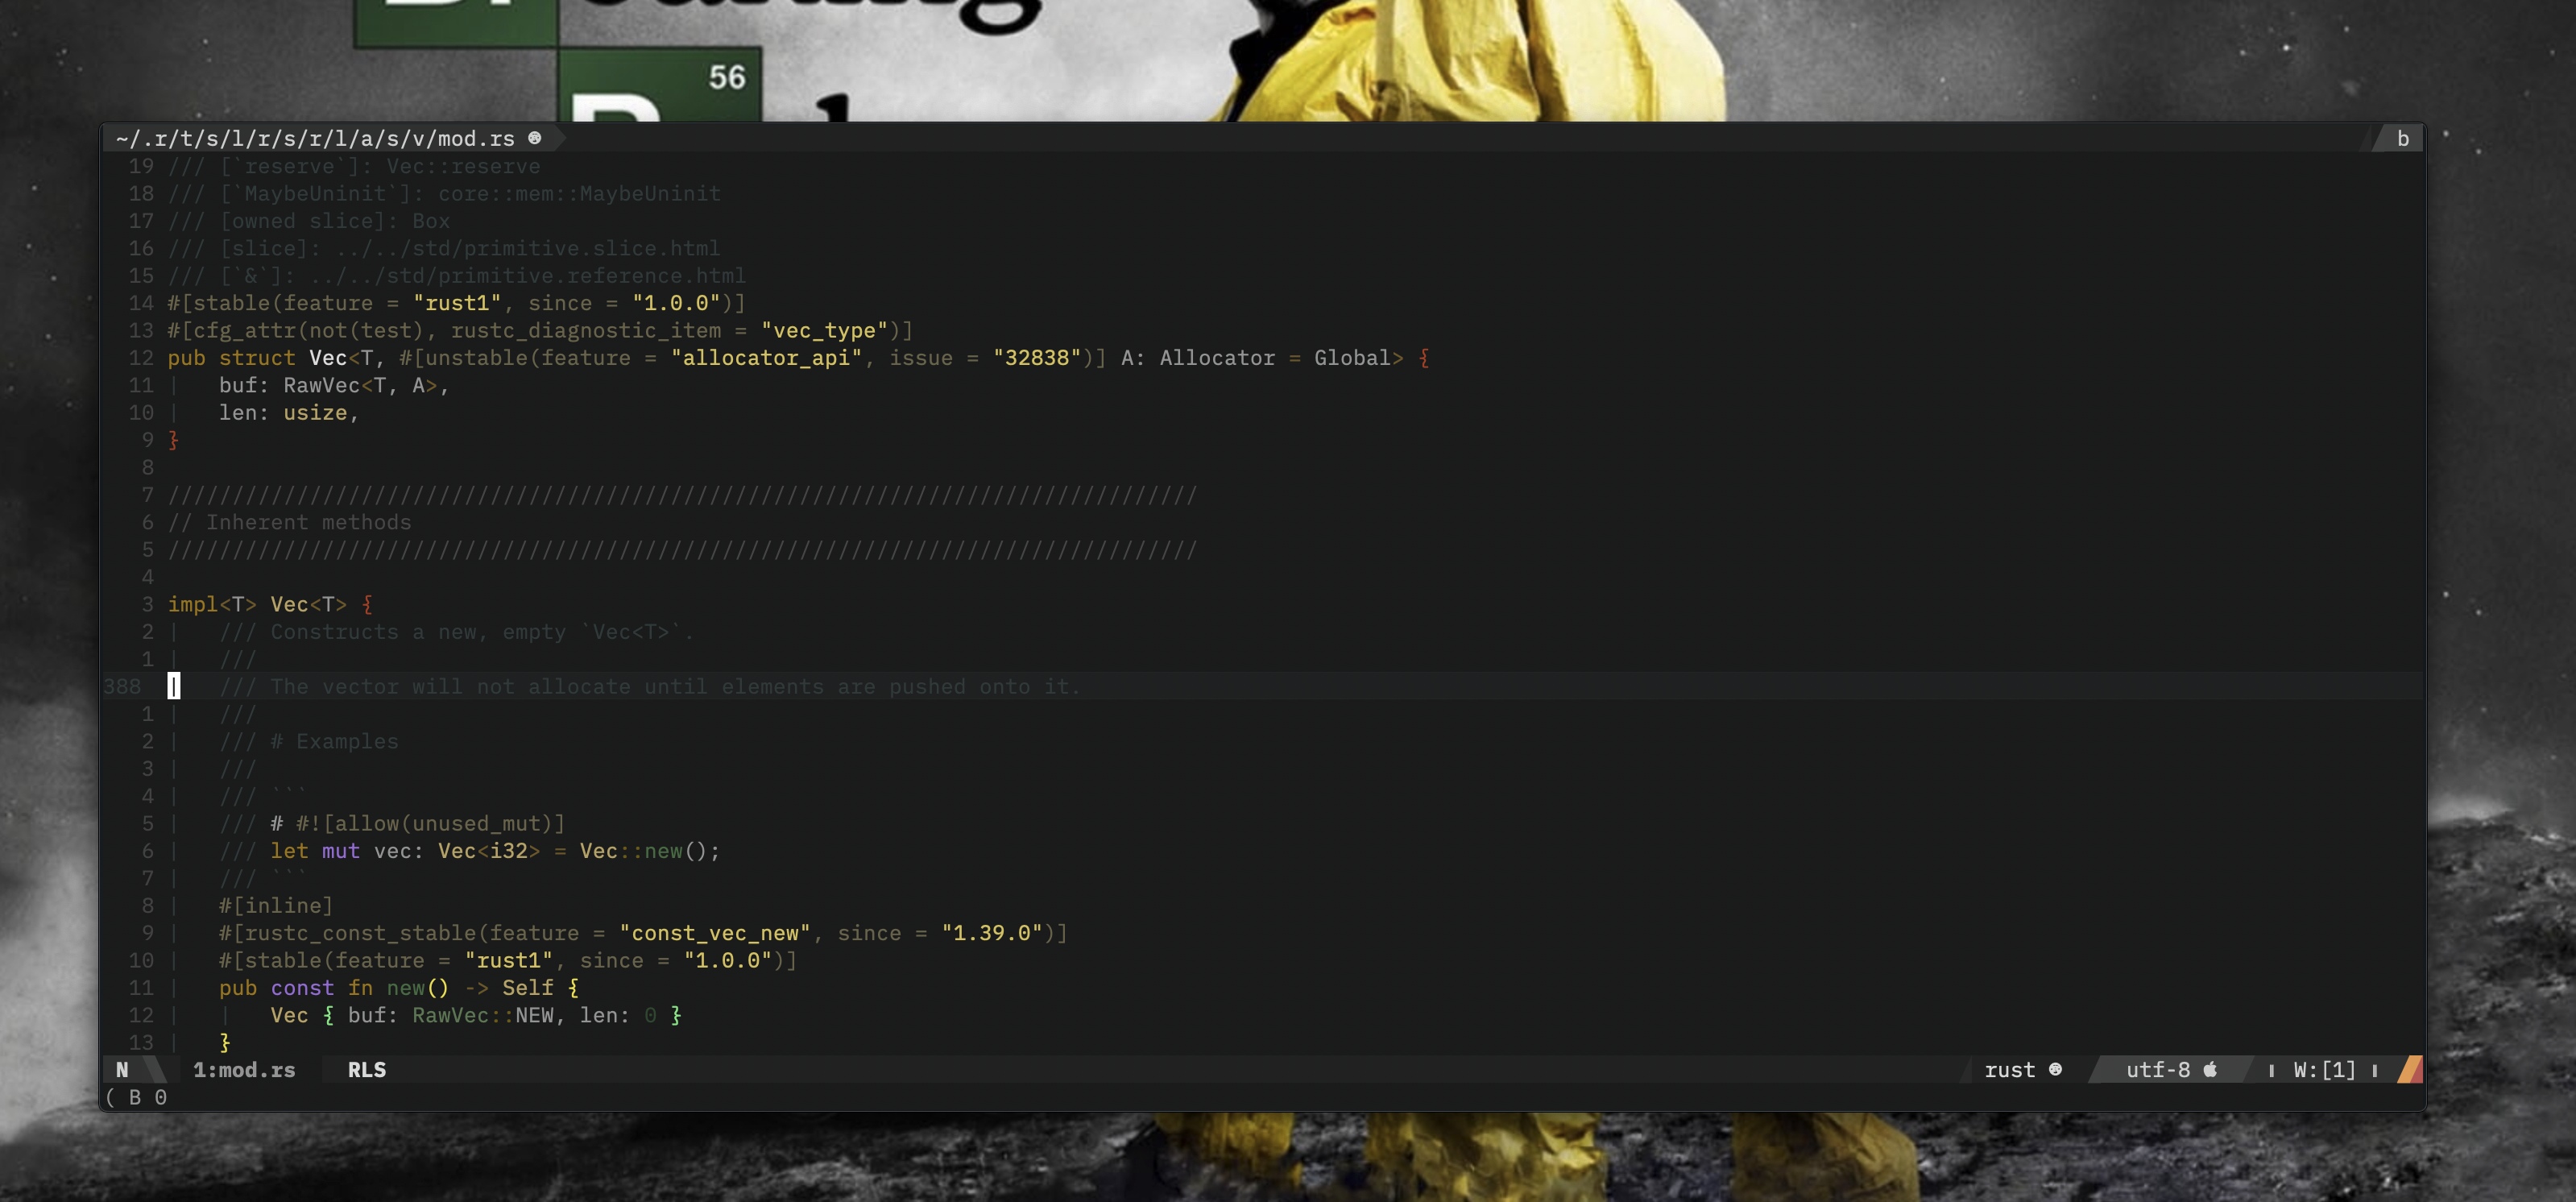 56
~/.r/t/s/l/r/s/r/l/a/s/v/mod.rs
b
19 /// [`reserve`]: Vec::reserve
18 /// [`MaybeUninit`]: core::mem::MaybeUninit
17 /// [owned slice]: Box
16 /// [slice]: ../../std/primitive.slice.html
15 /// [`&`]: ../../std/primitive.reference.html
14 #[stable(feature = "rust1", since = "1.0.0")]
13 #[cfg_attr(not(test), rustc_diagnostic_item = "vec_type")]
12 pub struct Vec<T, #[unstable(feature = "allocator_api", issue = "32838")] A: Allocator = Global> {
11 |   buf: RawVec<T, A>,
10 |   len: usize,
9 }
8
7 ////////////////////////////////////////////////////////////////////////////////
6 // Inherent methods
5 ////////////////////////////////////////////////////////////////////////////////
4
3 impl<T> Vec<T> {
2 |   /// Constructs a new, empty `Vec<T>`.
1 |   ///
388 |   /// The vector will not allocate until elements are pushed onto it.
1 |   ///
2 |   /// # Examples
3 |   ///
4 |   /// ```
5 |   /// # #![allow(unused_mut)]
6 |   /// let mut vec: Vec<i32> = Vec::new();
7 |   /// ```
8 |   #[inline]
9 |   #[rustc_const_stable(feature = "const_vec_new", since = "1.39.0")]
10 |   #[stable(feature = "rust1", since = "1.0.0")]
11 |   pub const fn new() -> Self {
12 |   |   Vec { buf: RawVec::NEW, len: 0 }
13 |   }
N 1:mod.rs RLS rust utf-8 W:[1]
( B 0